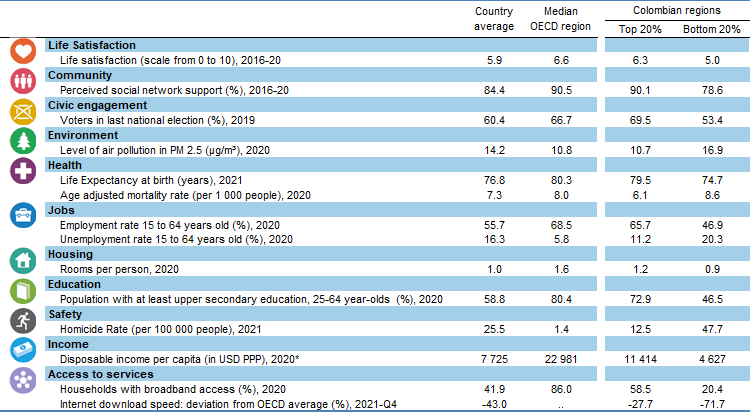 Country average Median OECD region Colombian regions
Top 20% Bottom 20%
Life Satisfaction
Life satisfaction (scale from 0 to 10), 2016-20 5.9 6.6 6.3 5.0
Community
Perceived social network support (%), 2016-20 84.4 90.5 90.1 78.6
Civic engagement
Voters in last national election (%), 2019 60.4 66.7 69.5 53.4
Environment
Level of air pollution in PM 2.5 (µg/m³), 2020 14.2 10.8 10.7 16.9
Health
Life Expectancy at birth (years), 2021 76.8 80.3 79.5 74.7
Age adjusted mortality rate (per 1 000 people), 2020 7.3 8.0 6.1 8.6
Jobs
Employment rate 15 to 64 years old (%), 2020 55.7 68.5 65.7 46.9
Unemployment rate 15 to 64 years old (%), 2020 16.3 5.8 11.2 20.3
Housing
Rooms per person, 2020 1.0 1.6 1.2 0.9
Education
Population with at least upper secondary education, 25-64 year-olds (%), 2020 58.8 80.4 72.9 46.5
Safety
Homicide Rate (per 100 000 people), 2021 25.5 1.4 12.5 47.7
Income
Disposable income per capita (in USD PPP), 2020* 7 725 22 981 11 414 4 627
Access to services
Households with broadband access (%), 2020 41.9 86.0 58.5 20.4
Internet download speed: deviation from OECD average (%), 2021-Q4 -43.0 .. -27.7 -71.7